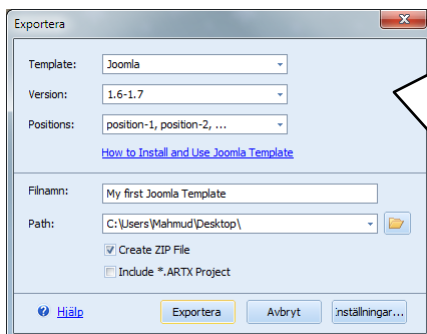 Exportera
Template: Joomla
Version: 1.6-1.7
Positions: position-1, position-2, ...
How to Install and Use Joomla Template
Filnamn: My first Joomla Template
Path: C:\Users\Mahmud\Desktop\
Create ZIP File
Include *.ARTX Project
Hjälp Exportera Avbryt Inställningar...